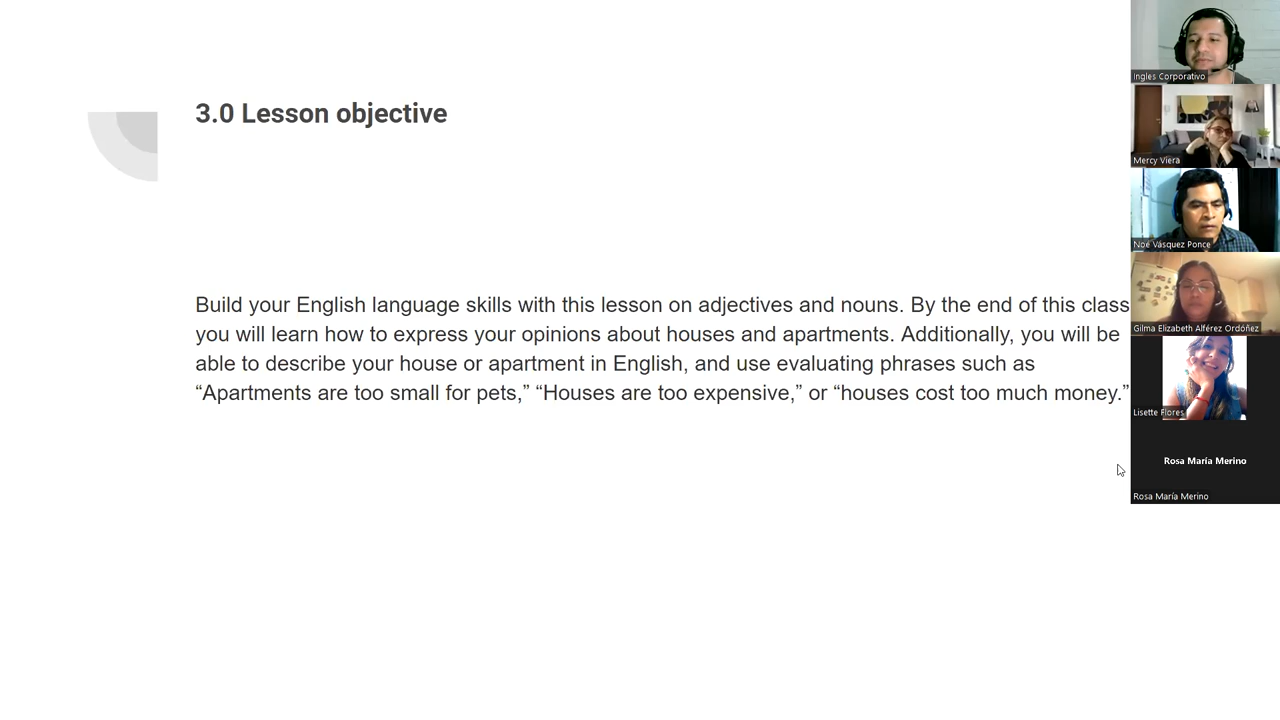 3.0 Lesson objective
Build your English language skills with this lesson on adjectives and nouns. By the end of this class
you will learn how to express your opinions about houses and apartments. Additionally, you will be
able to describe your house or apartment in English, and use evaluating phrases such as
“Apartments are too small for pets,” “Houses are too expensive,” or “houses cost too much money.”
Ingles Corporativo
Mercy Viera
Noé Vásquez Ponce
Gilma Elizabeth Alférez Ordóñez
Lisette Flores
Rosa María Merino
Rosa María Merino